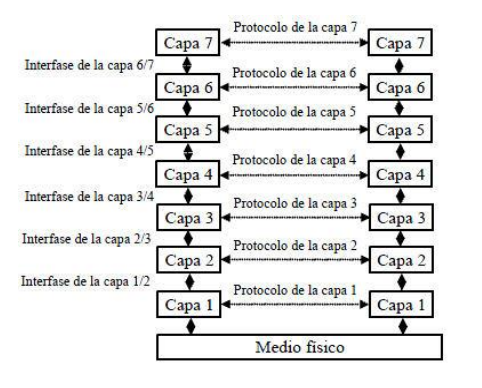 Protocolo de la capa 7
Capa 7
Capa 7
Interfase de la capa 6/7
Protocolo de la capa 6
Capa 6
Capa 6
Interfase de la capa 5/6
Protocolo de la capa 5
Capa 5
Capa 5
Interfase de la capa 4/5
Protocolo de la capa 4
Capa 4
Capa 4
Interfase de la capa 3/4
Protocolo de la capa 3
Capa 3
Capa 3
Interfase de la capa 2/3
Protocolo de la capa 2
Capa 2
Capa 2
Interfase de la capa 1/2
Protocolo de la capa 1
Capa 1
Capa 1
Medio físico